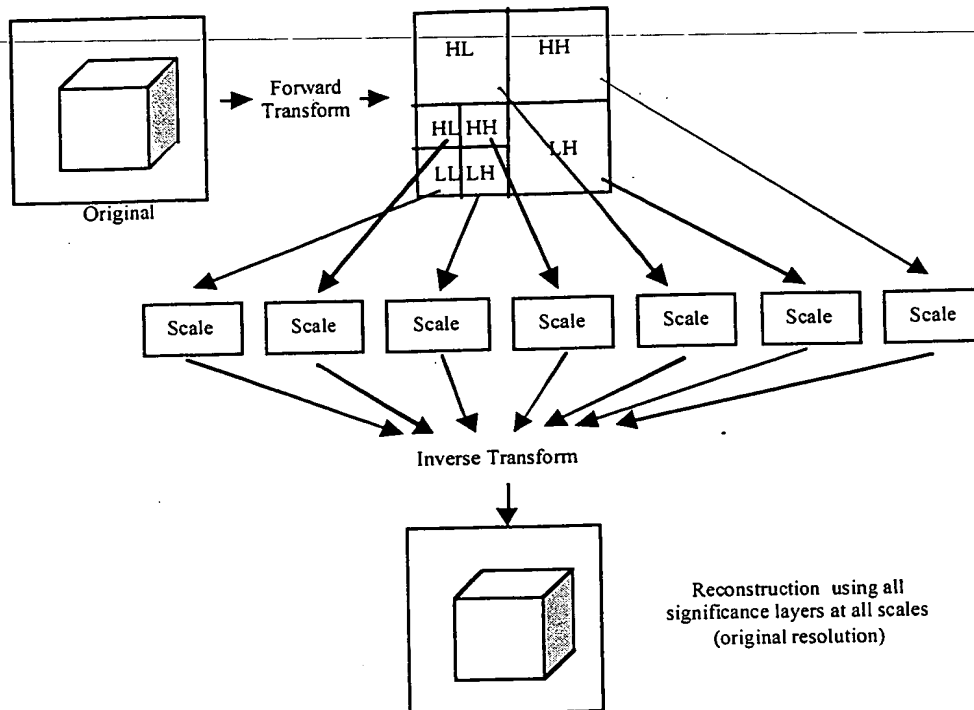 HL HH
Forward
Transform
HL HH
LH
LL LH
Original
Scale Scale Scale Scale Scale Scale Scale
Inverse Transform
Reconstruction using all
significance layers at all scales
(original resolution)